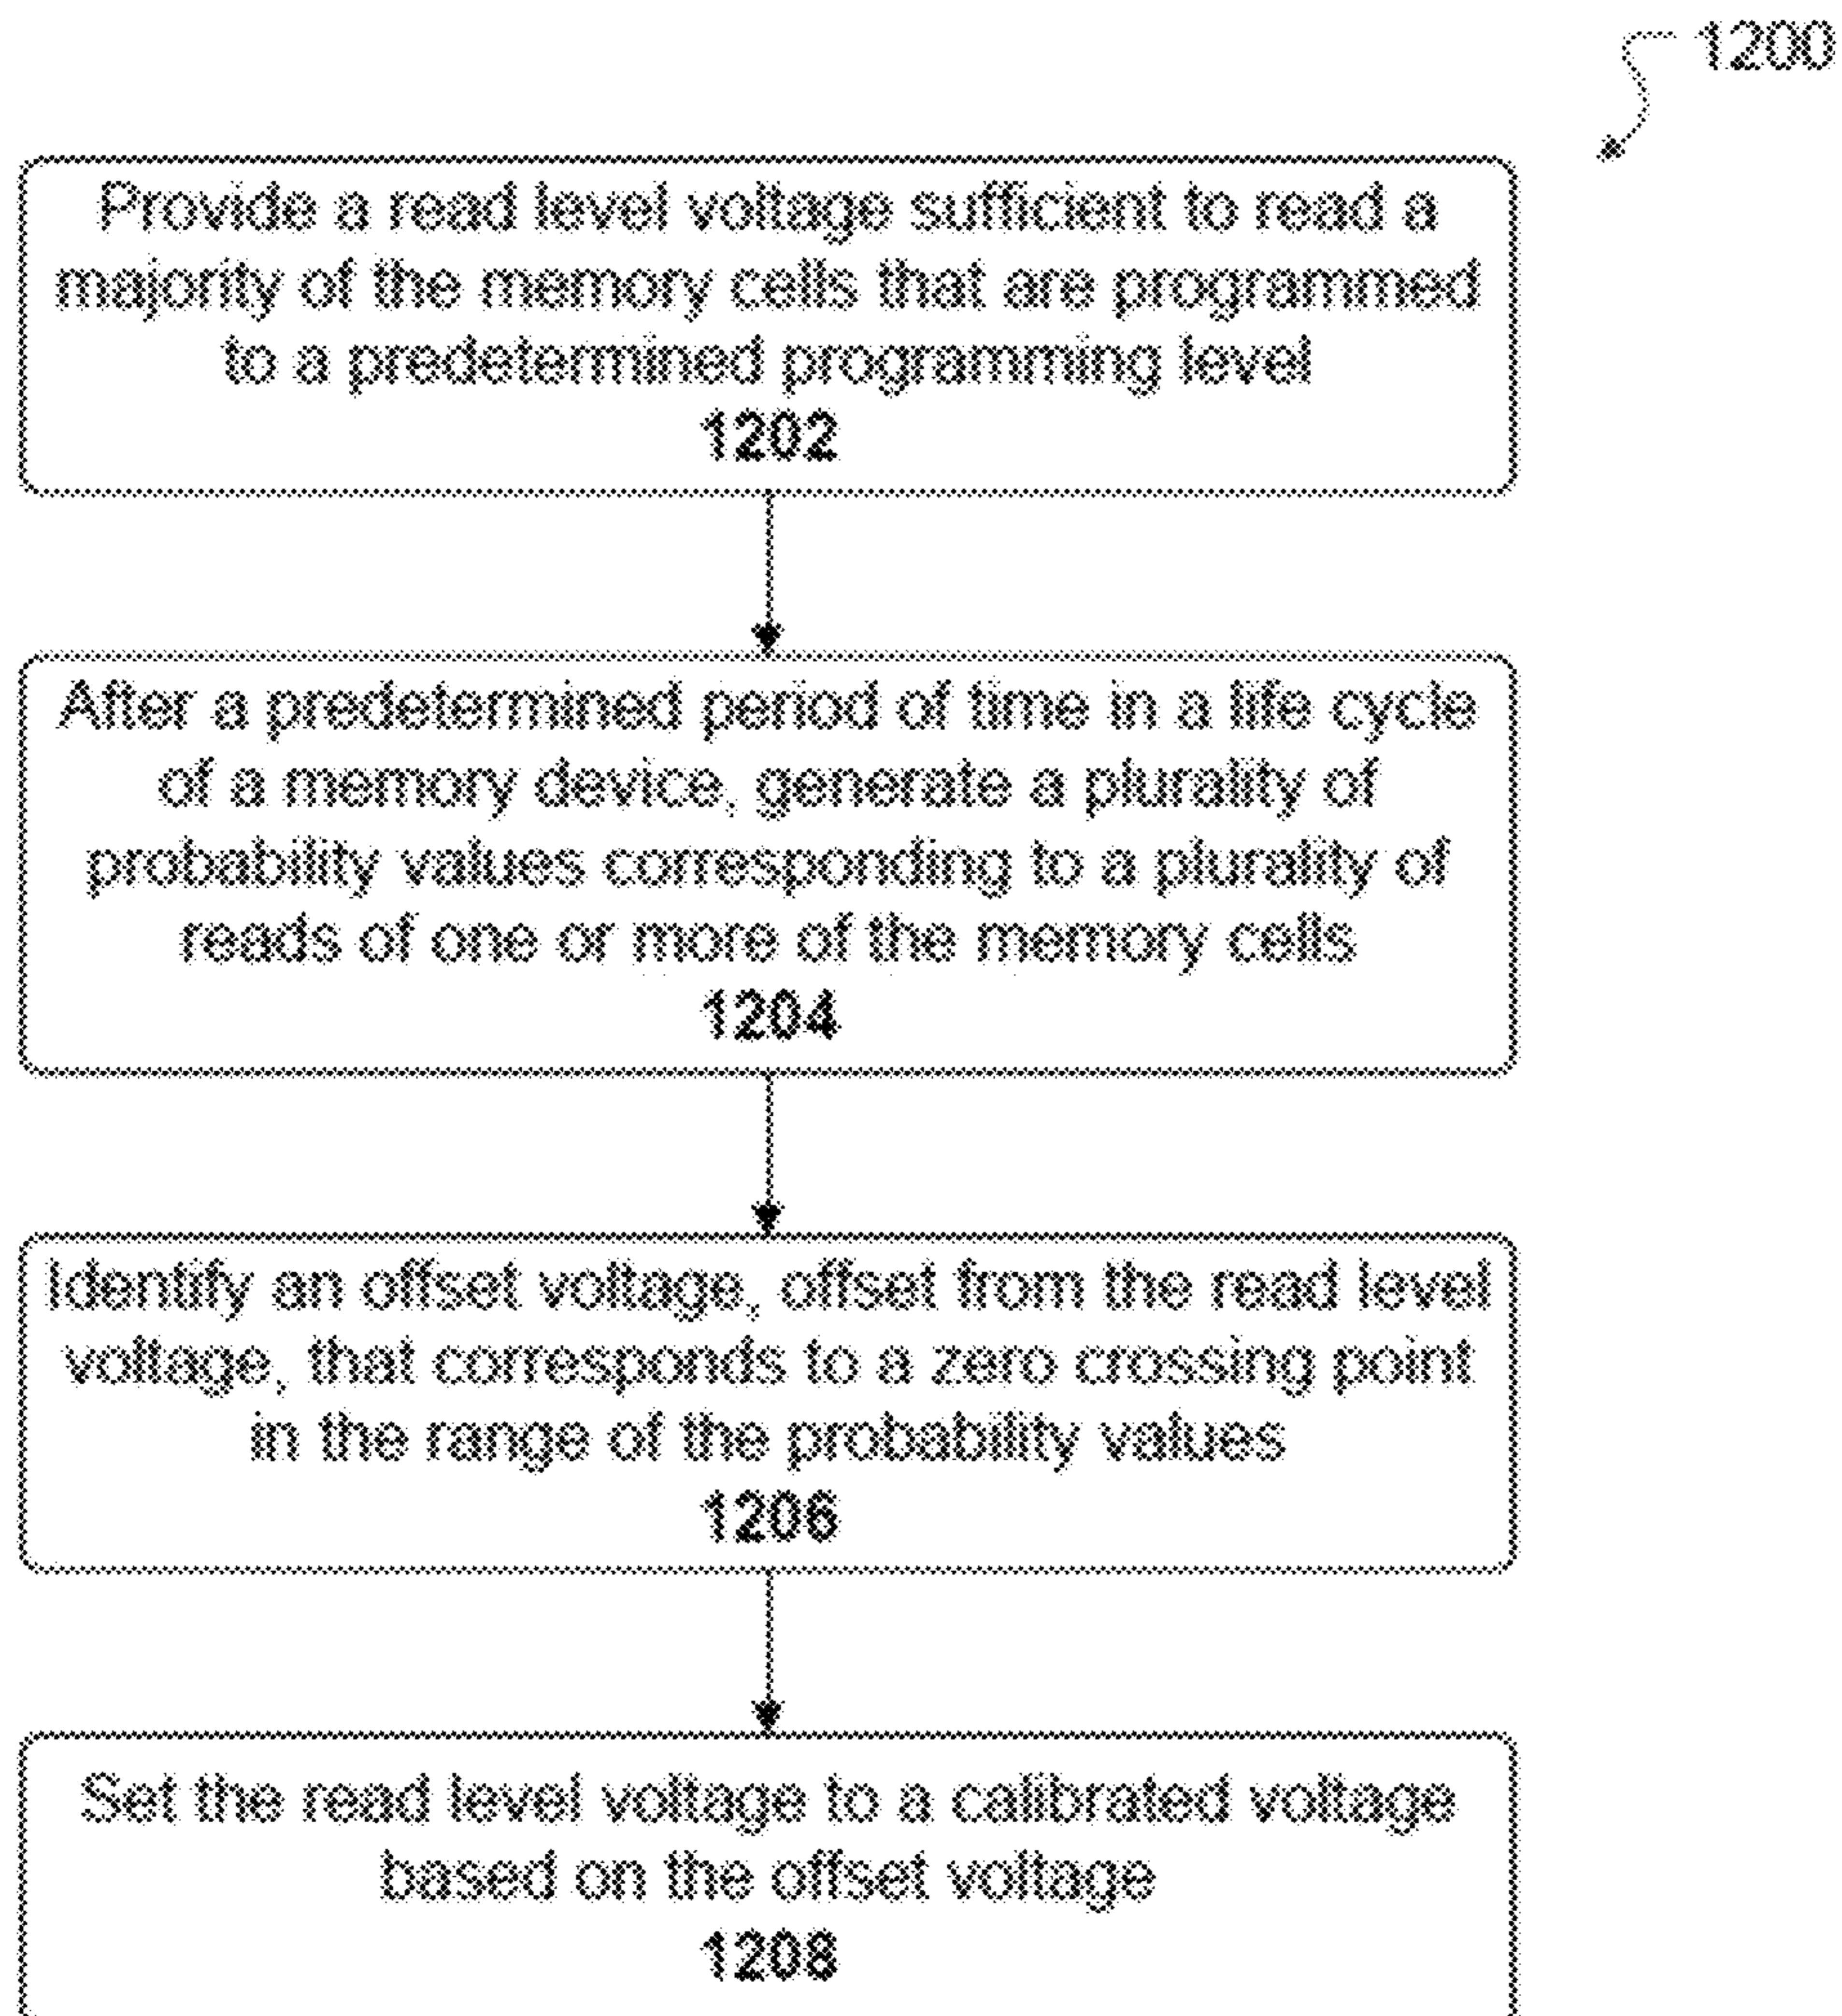 1200
Provide a read level voltage sufficient to read a
majority of the memory cells that are programmed
to a predetermined programming level
1202
After a predetermined period of time in a life cycle
of a memory device, generate a plurality of
probability values corresponding to a plurality of
reads of one or more of the memory cells
1204
Identify an offset voltage, offset from the read level
voltage, that corresponds to a zero crossing point
in the range of the probability values
1206
Set the read level voltage to a calibrated voltage
based on the offset voltage
1208